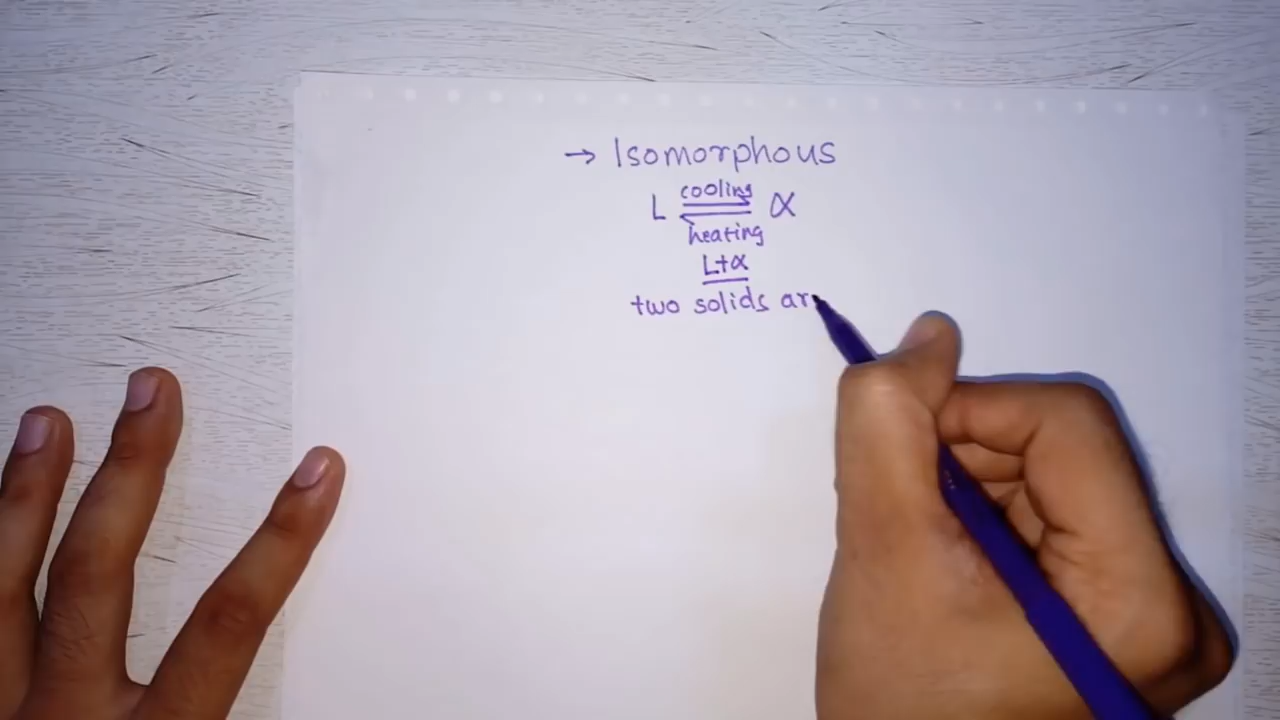 → Isomorphous
cooling
L ⇌ α
heating
L+α
two solids ar